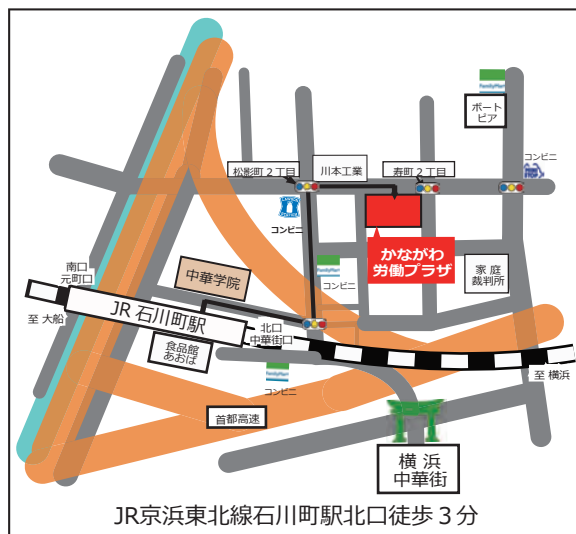 ボート
ピア
FamilyMart
コンビニ
松影町２丁目
川本工業
寿町２丁目
コンビニ
かながわ
労働プラザ
家 庭
裁判所
コンビニ
南口
元町口
中華学院
JR 石川町駅
至 大船
北口
中華街口
食品館
あおば
FamilyMart
コンビニ
至 横浜
首都高速
横 浜
中華街
JR京浜東北線石川町駅北口徒歩３分